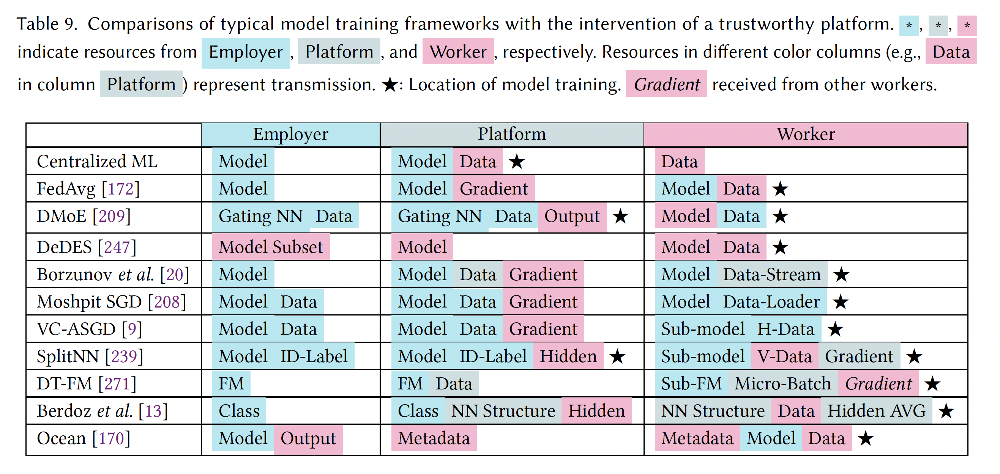 Table 9. Comparisons of typical model training frameworks with the intervention of a trustworthy platform. *, *, *
indicate resources from Employer, Platform, and Worker, respectively. Resources in different color columns (e.g., Data
in column Platform) represent transmission. ★: Location of model training. Gradient received from other workers.
Employer Platform Worker
Centralized ML Model Model Data ★ Data
FedAvg [172] Model Model Gradient Model Data ★
DMoE [209] Gating NN Data Gating NN Data Output ★ Model Data ★
DeDES [247] Model Subset Model Model Data ★
Borzunov et al. [20] Model Model Data Gradient Model Data-Stream ★
Moshpit SGD [208] Model Data Model Data Gradient Model Data-Loader ★
VC-ASGD [9] Model Data Model Data Gradient Sub-model H-Data ★
SplitNN [239] Model ID-Label Model ID-Label Hidden ★ Sub-model V-Data Gradient ★
DT-FM [271] FM FM Data Sub-FM Micro-Batch Gradient ★
Berdoz et al. [13] Class Class NN Structure Hidden NN Structure Data Hidden AVG ★
Ocean [170] Model Output Metadata Metadata Model Data ★